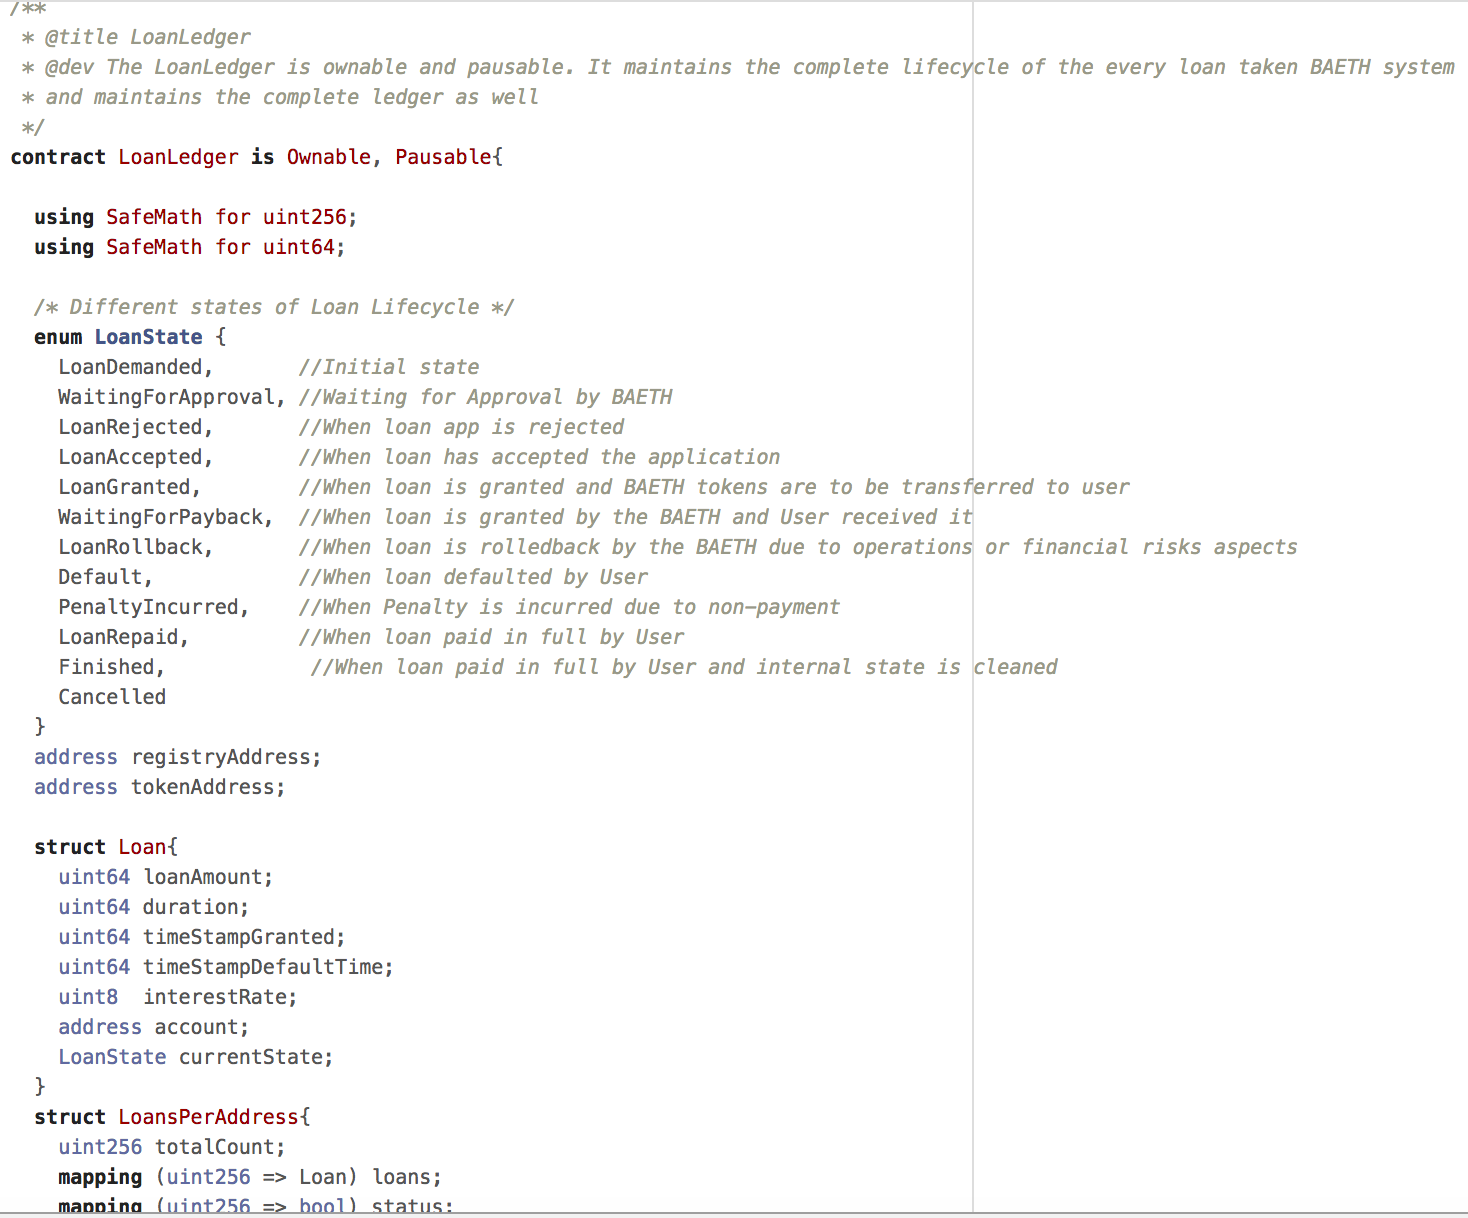 /**
 * @title LoanLedger
 * @dev The LoanLedger is ownable and pausable. It maintains the complete lifecycle of the every loan taken BAETH system
 * and maintains the complete ledger as well
 */
contract LoanLedger is Ownable, Pausable{

  using SafeMath for uint256;
  using SafeMath for uint64;

  /* Different states of Loan Lifecycle */
  enum LoanState {
    LoanDemanded,       //Initial state
    WaitingForApproval, //Waiting for Approval by BAETH
    LoanRejected,       //When loan app is rejected
    LoanAccepted,       //When loan has accepted the application
    LoanGranted,        //When loan is granted and BAETH tokens are to be transferred to user
    WaitingForPayback,  //When loan is granted by the BAETH and User received it
    LoanRollback,       //When loan is rolledback by the BAETH due to operations or financial risks aspects
    Default,            //When loan defaulted by User
    PenaltyIncurred,    //When Penalty is incurred due to non-payment
    LoanRepaid,         //When loan paid in full by User
    Finished,            //When loan paid in full by User and internal state is cleaned
    Cancelled
  }
  address registryAddress;
  address tokenAddress;

  struct Loan{
    uint64 loanAmount;
    uint64 duration;
    uint64 timeStampGranted;
    uint64 timeStampDefaultTime;
    uint8  interestRate;
    address account;
    LoanState currentState;
  }
  struct LoansPerAddress{
    uint256 totalCount;
    mapping (uint256 => Loan) loans;
    mapping (uint256 => bool) status;